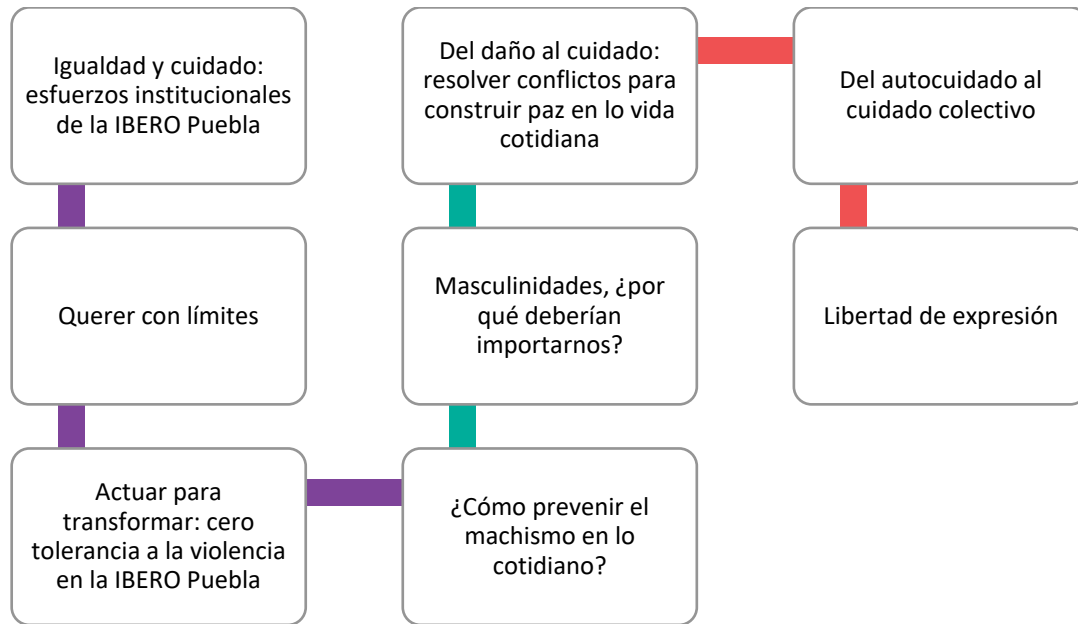 Igualdad y cuidado:
esfuerzos institucionales
de la IBERO Puebla
Querer con límites
Actuar para
transformar: cero
tolerancia a la violencia
en la IBERO Puebla
¿Cómo prevenir el
machismo en lo
cotidiano?
Masculinidades, ¿por
qué deberían
importarnos?
Del daño al cuidado:
resolver conflictos para
construir paz en lo vida
cotidiana
Del autocuidado al
cuidado colectivo
Libertad de expresión